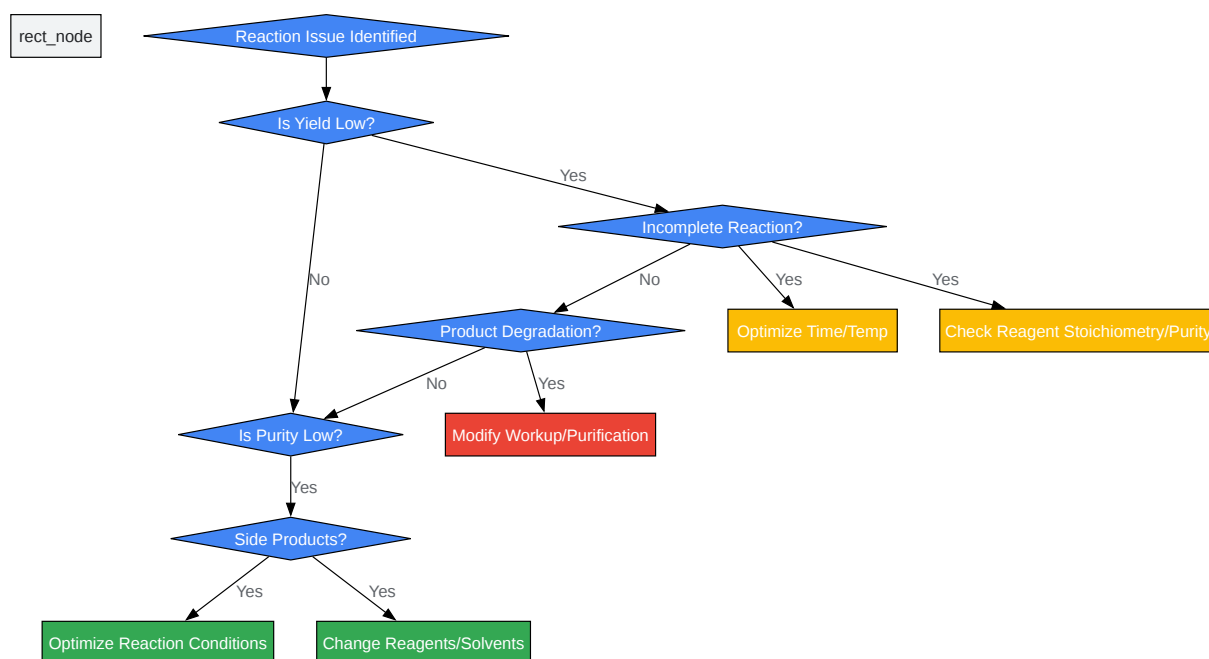 rect_node
Reaction Issue Identified
Is Yield Low?
Yes
Incomplete Reaction?
No
No
Yes
Yes
Product Degradation?
Optimize Time/Temp
Check Reagent Stoichiometry/Purity
No
Yes
Is Purity Low?
Modify Workup/Purification
Yes
Side Products?
Yes
Yes
Optimize Reaction Conditions
Change Reagents/Solvents